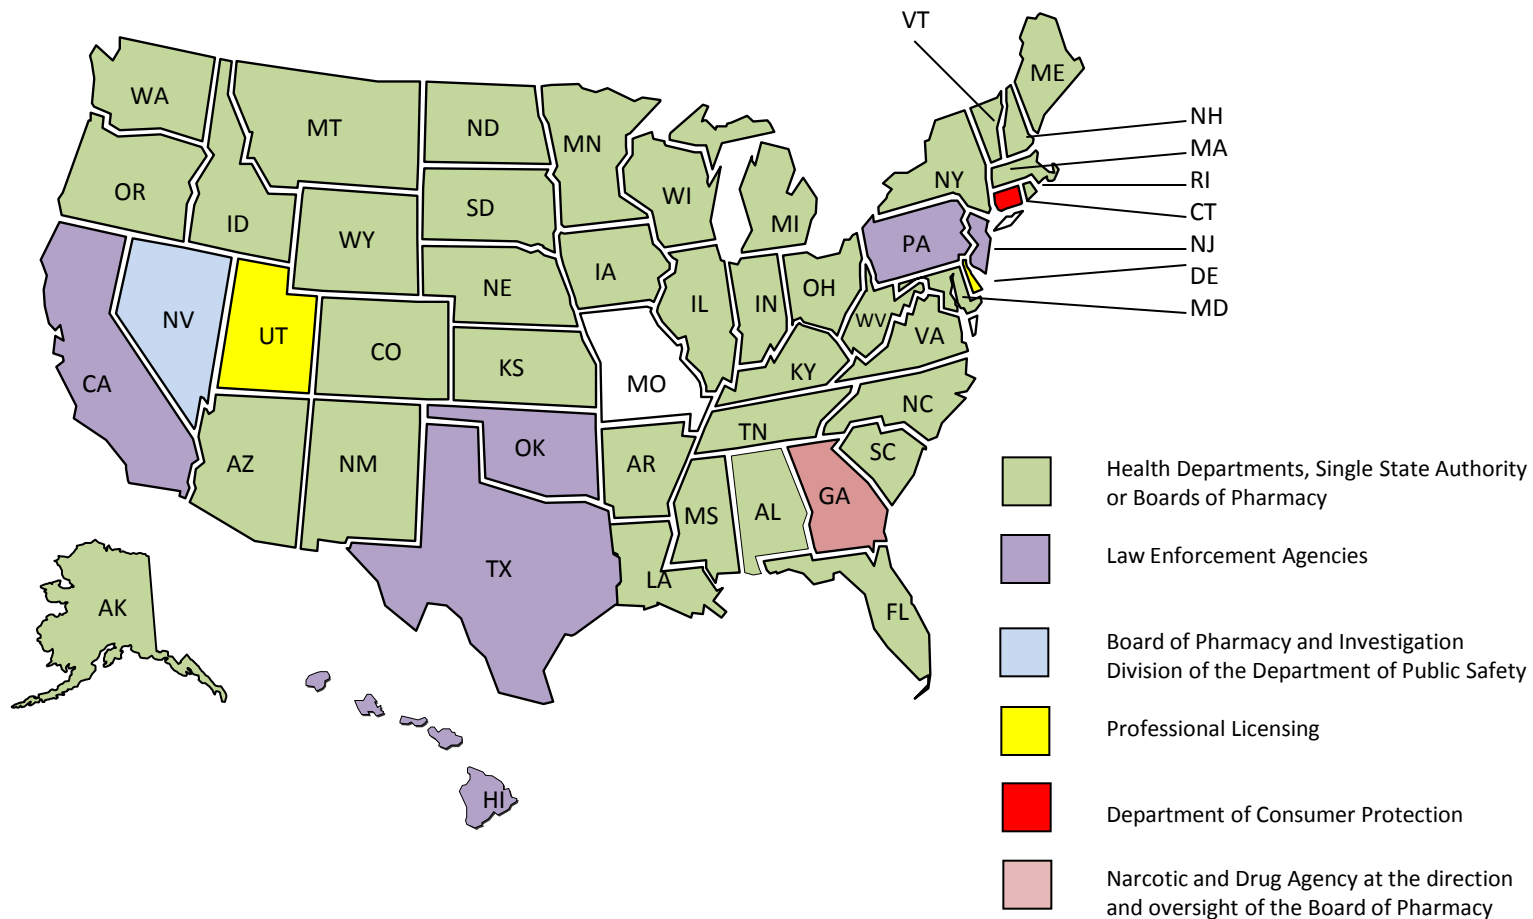 VT
ME
WA
MT
ND
MN
NH
MA
OR
ID
WY
SD
WI
MI
NY
RI
CT
NJ
DE
MD
PA
NV
UT
CO
NE
IA
IL
IN
OH
WV
VA
CA
KS
MO
KY
NC
TN
AZ
NM
OK
AR
SC
MS
AL
GA
TX
LA
FL
AK
HI
Health Departments, Single State Authority
or Boards of Pharmacy
Law Enforcement Agencies
Board of Pharmacy and Investigation
Division of the Department of Public Safety
Professional Licensing
Department of Consumer Protection
Narcotic and Drug Agency at the direction
and oversight of the Board of Pharmacy